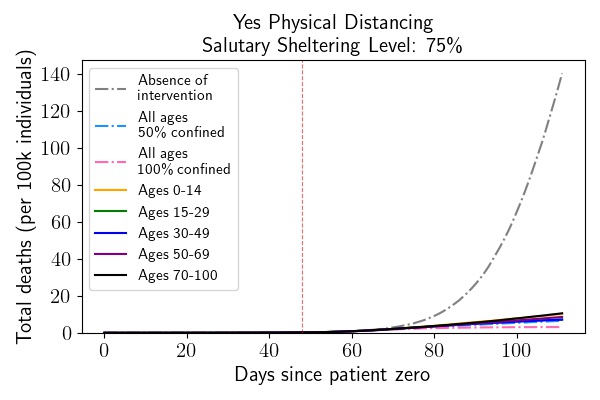 Yes Physical Distancing
Salutary Sheltering Level: 75%
Total deaths (per 100k individuals)
140
120
100
80
60
40
20
0
Absence of
intervention
All ages
50% confined
All ages
100% confined
Ages 0-14
Ages 15-29
Ages 30-49
Ages 50-69
Ages 70-100
0 20 40 60 80 100
Days since patient zero